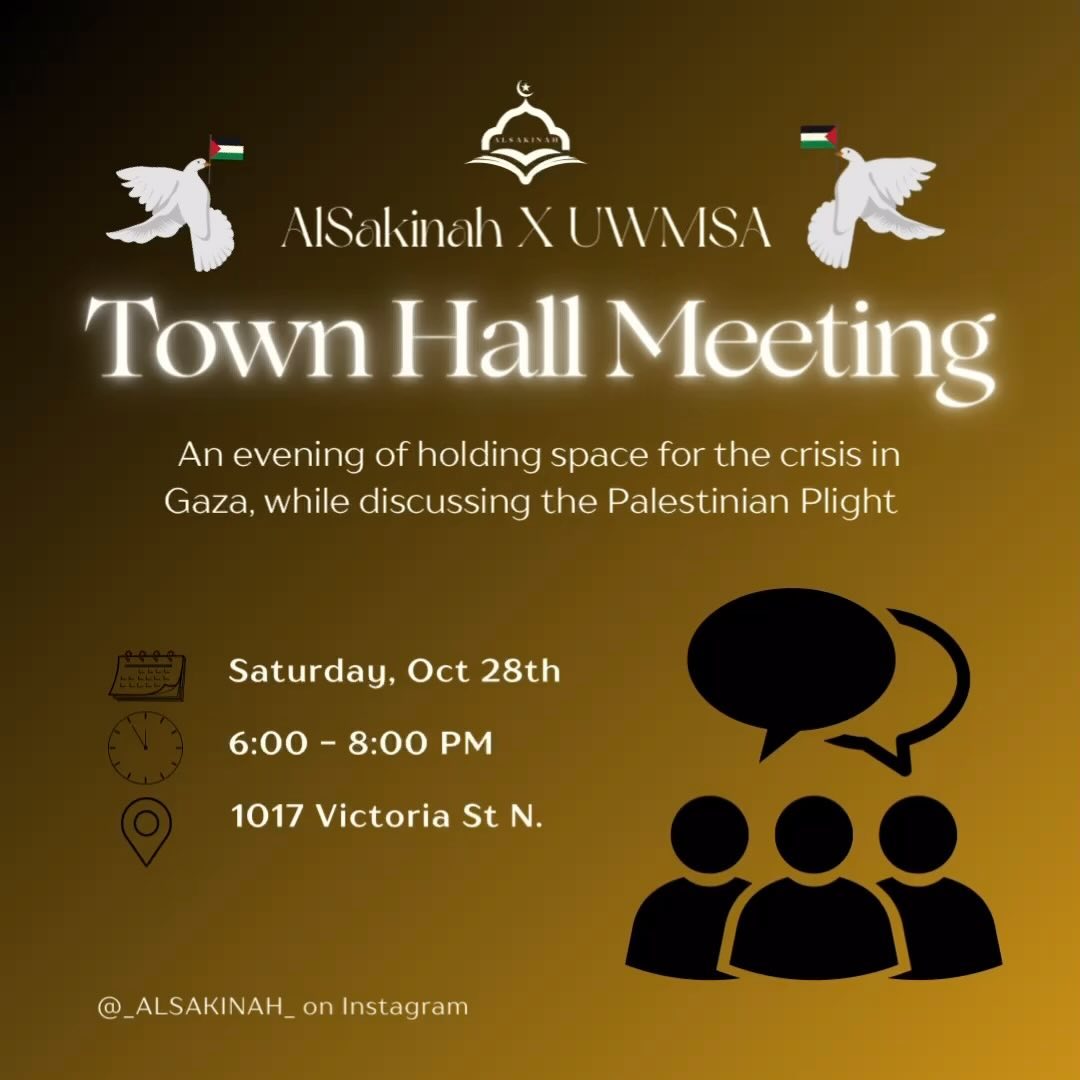 ALSAKINAH
AlSakinah X UWMSA
Town Hall Meeting
An evening of holding space for the crisis in
Gaza, while discussing the Palestinian Plight
Saturday, Oct 28th
6:00 - 8:00 PM
1017 Victoria St N.
@_ALSAKINAH_ on Instagram